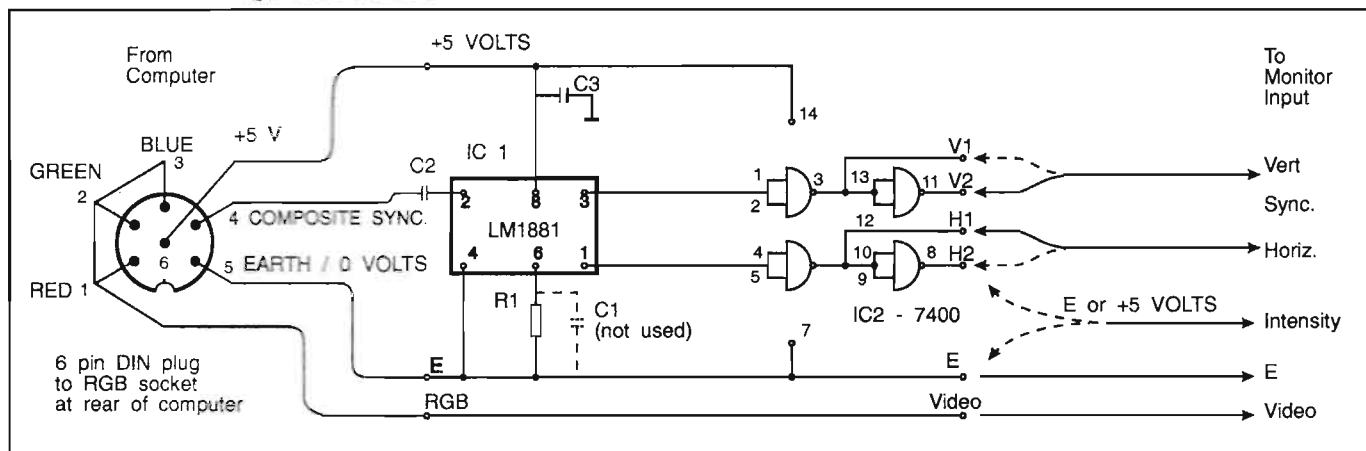 From
Computer
+5 VOLTS
To
Monitor
Input
C3
14
+5 V
BLUE
3
IC 1
C2
GREEN
2
V1
Vert
1
2
3
13
11
V2
2
8
3
4 COMPOSITE SYNC.
Sync.
LM1881
12
H1
6
4
6
1
4
5
10
9
8
H2
Horiz.
5 EARTH / 0 VOLTS
RED 1
R1
C1
(not used)
IC2 - 7400
E or +5 VOLTS
Intensity
7
6 pin DIN plug
to RGB socket
at rear of computer
E
E
E
RGB
Video
Video